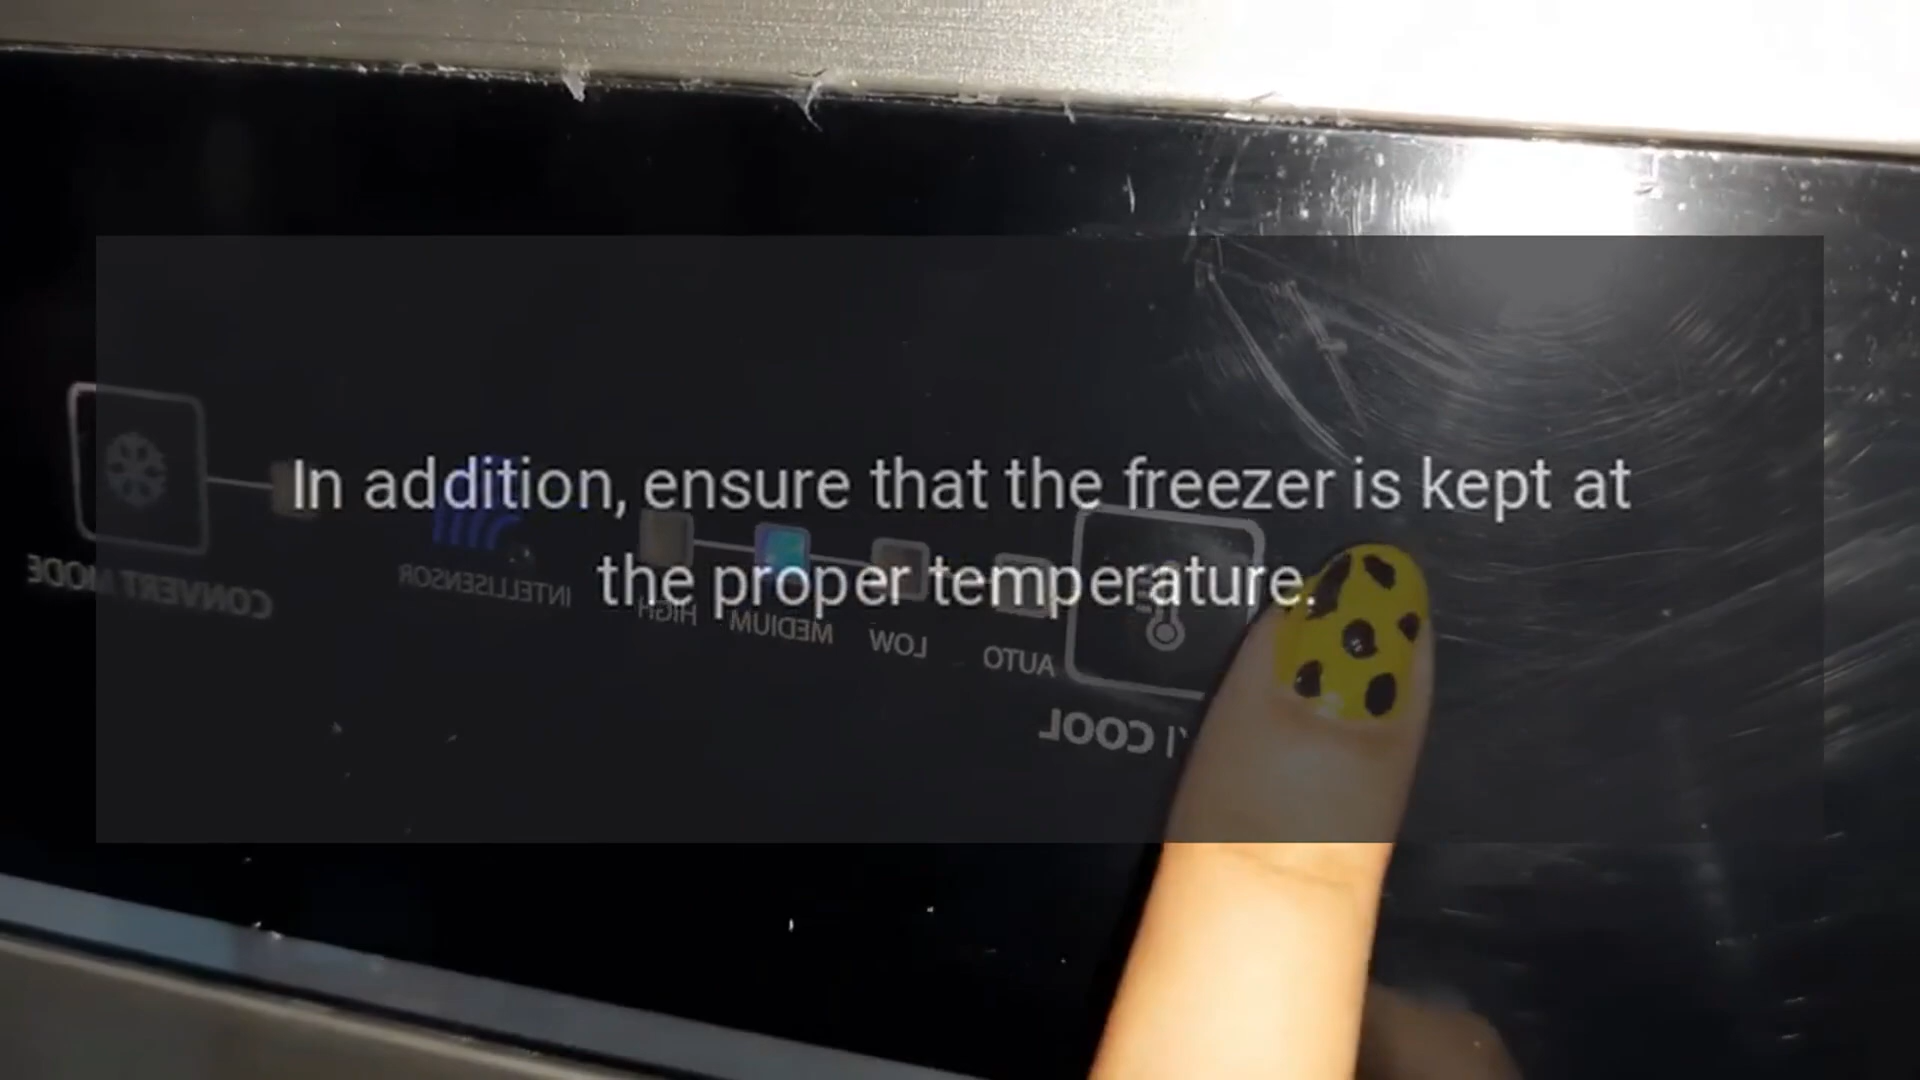 In addition, ensure that the freezer is kept at
the proper temperature.
CONVERT MODE
INTELLISENSOR
HIGH
MEDIUM
LOW
AUTO
COOL